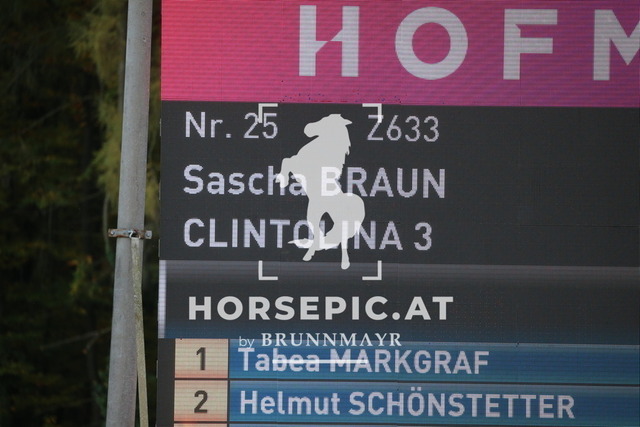 HOFM
Nr. 25 Z633
Sascha BRAUN
CLINTOLINA 3
HORSEPIC.AT
by BRUNNMAYR
1 Tabea MARKGRAF
2 Helmut SCHÖNSTETTER